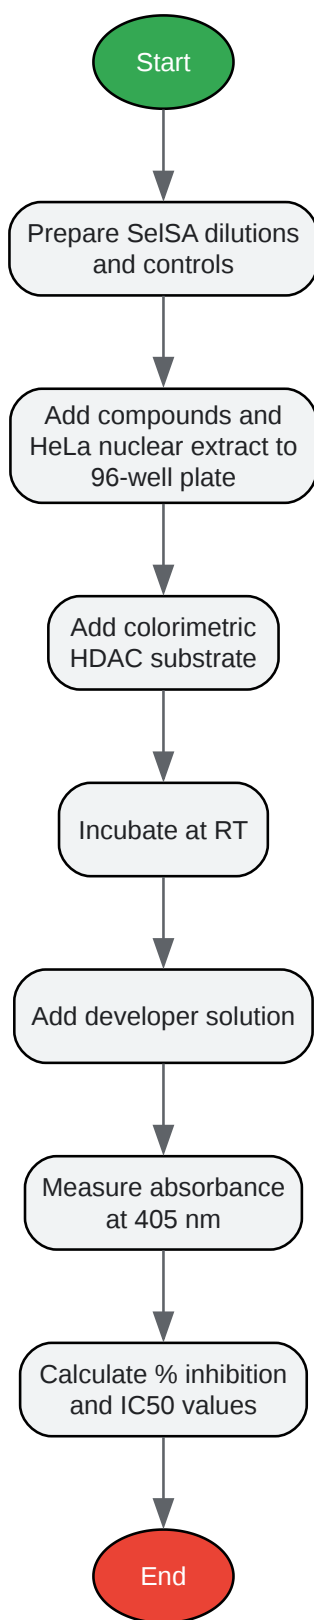 Start
Prepare SelSA dilutions
and controls
Add compounds and
HeLa nuclear extract to
96-well plate
Add colorimetric
HDAC substrate
Incubate at RT
Add developer solution
Measure absorbance
at 405 nm
Calculate % inhibition
and IC50 values
End